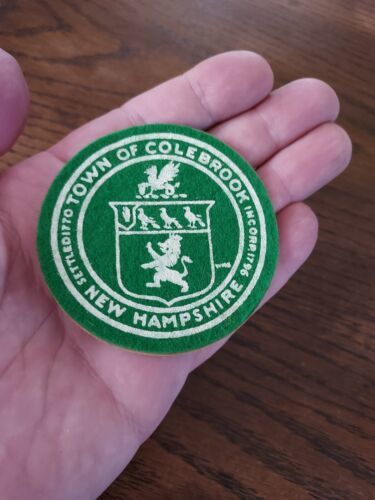 TOWN OF COLEBROOK
SETTLED 1770
INCORP. 1796
NEW HAMPSHIRE